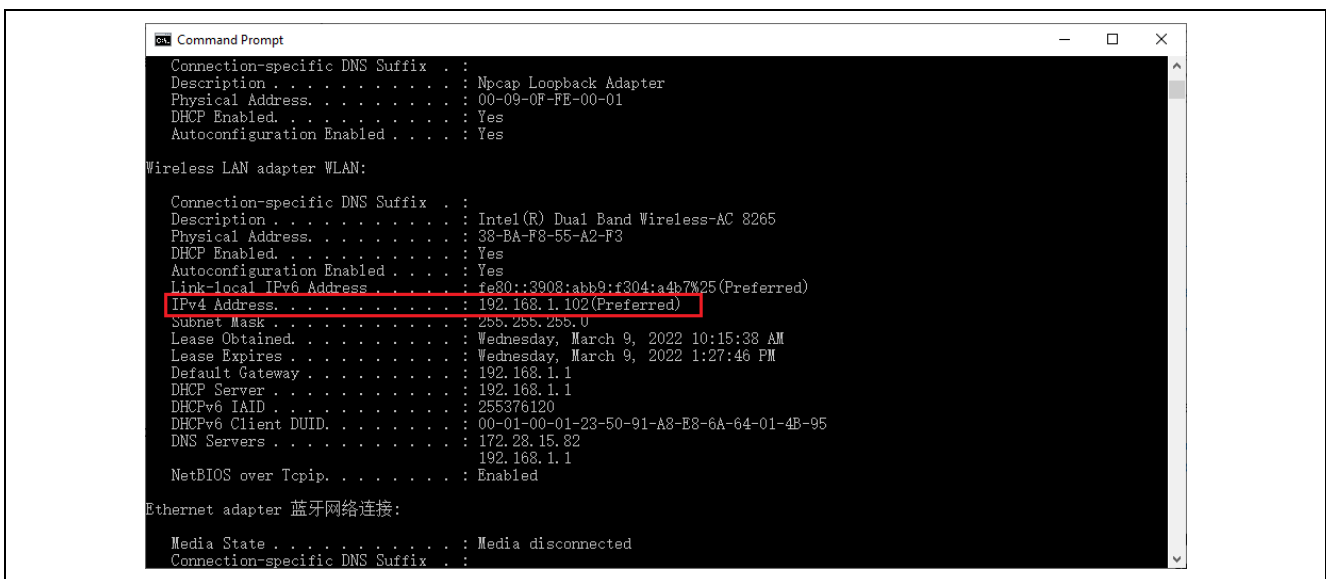 Command Prompt
Connection-specific DNS Suffix  . :
Description . . . . . . . . . . . : Npcap Loopback Adapter
Physical Address. . . . . . . . . : 00-09-0F-FE-00-01
DHCP Enabled. . . . . . . . . . . : Yes
Autoconfiguration Enabled . . . . : Yes
Wireless LAN adapter WLAN:
Connection-specific DNS Suffix  . :
Description . . . . . . . . . . . : Intel(R) Dual Band Wireless-AC 8265
Physical Address. . . . . . . . . : 38-BA-F8-55-A2-F3
DHCP Enabled. . . . . . . . . . . : Yes
Autoconfiguration Enabled . . . . : Yes
Link-local IPv6 Address . . . . . : fe80::3908:abb9:f304:a4b7%25(Preferred)
IPv4 Address. . . . . . . . . . . : 192.168.1.102(Preferred)
Subnet Mask . . . . . . . . . . . : 255.255.255.0
Lease Obtained. . . . . . . . . . : Wednesday, March 9, 2022 10:15:38 AM
Lease Expires . . . . . . . . . . : Wednesday, March 9, 2022 1:27:46 PM
Default Gateway . . . . . . . . . : 192.168.1.1
DHCP Server . . . . . . . . . . . : 192.168.1.1
DHCPv6 IAID . . . . . . . . . . . : 255376120
DHCPv6 Client DUID. . . . . . . . : 00-01-00-01-23-50-91-A8-E8-6A-64-01-4B-95
DNS Servers . . . . . . . . . . . : 172.28.15.82
192.168.1.1
NetBIOS over Tcpip. . . . . . . . : Enabled
Ethernet adapter 蓝牙网络连接:
Media State . . . . . . . . . . . : Media disconnected
Connection-specific DNS Suffix  . :